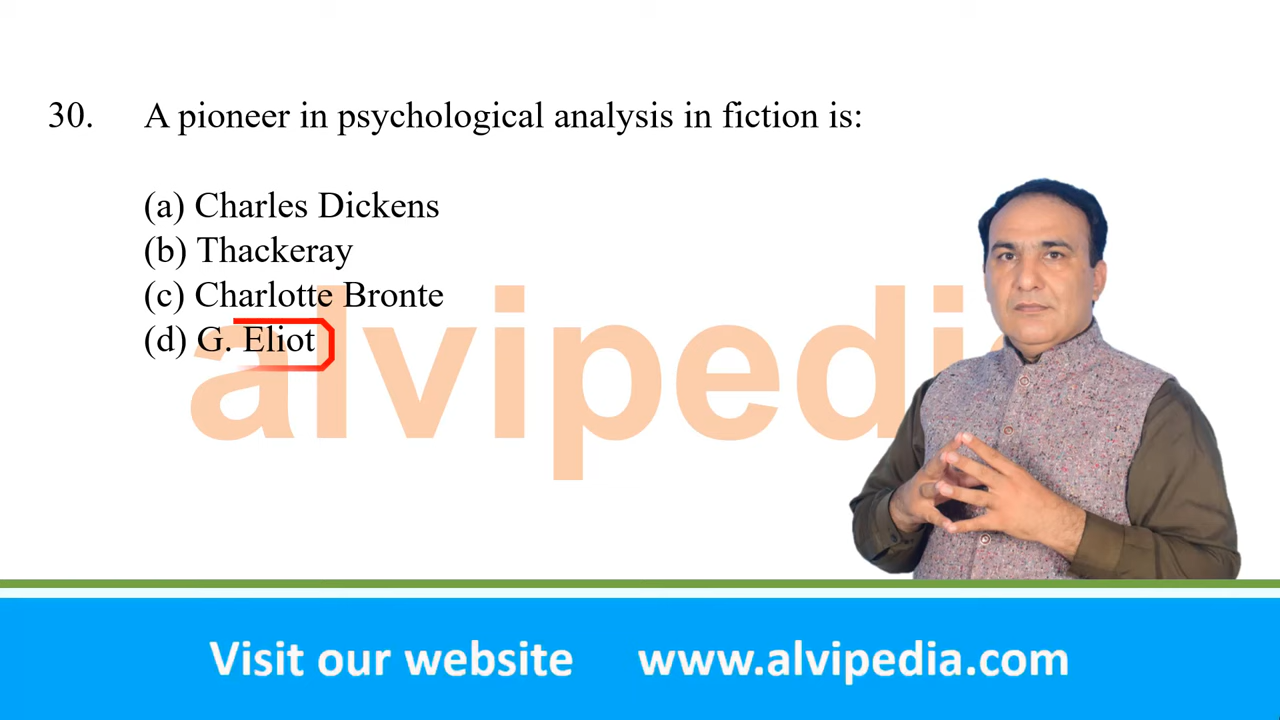 30. A pioneer in psychological analysis in fiction is:
(a) Charles Dickens
(b) Thackeray
(c) Charlotte Bronte
(d) G. Eliot
alvipedia
Visit our website www.alvipedia.com